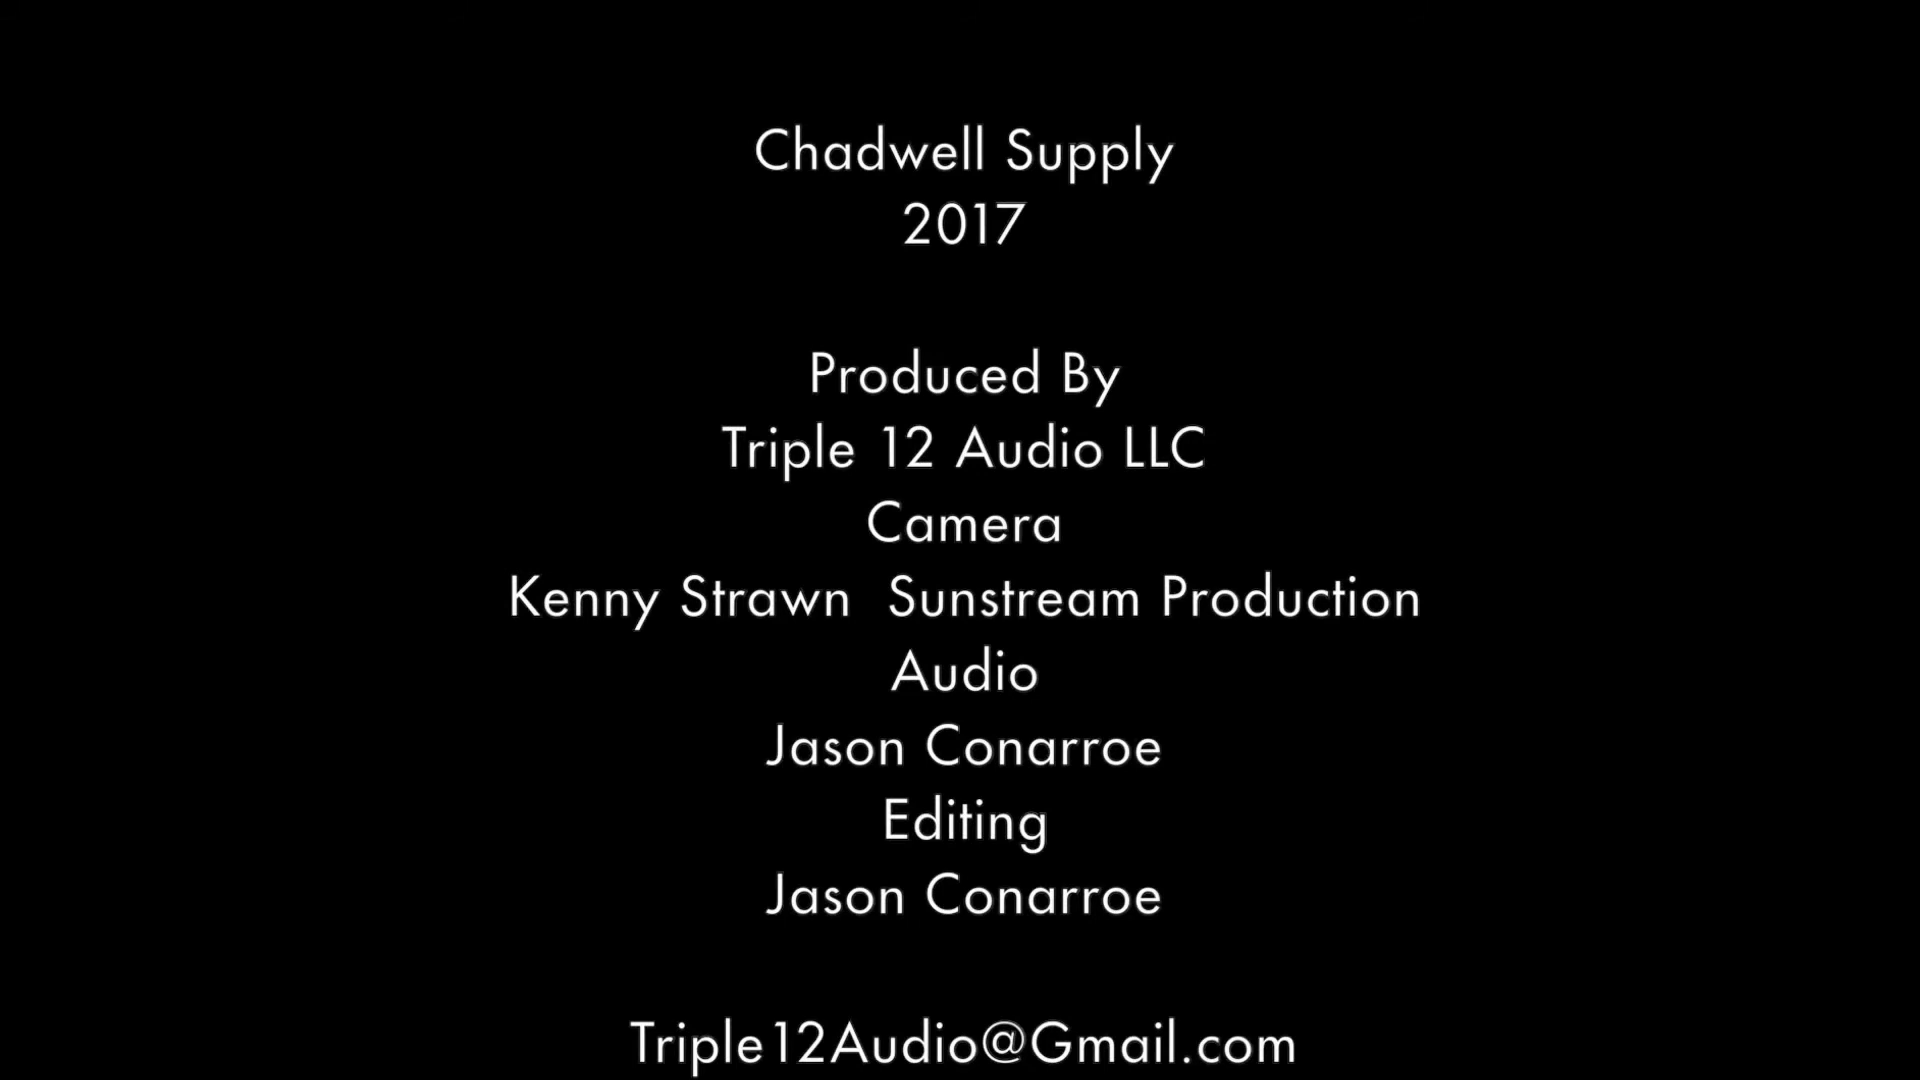 Chadwell Supply
2017
Produced By
Triple 12 Audio LLC
Camera
Kenny Strawn  Sunstream Production
Audio
Jason Conarroe
Editing
Jason Conarroe
Triple12Audio@Gmail.com